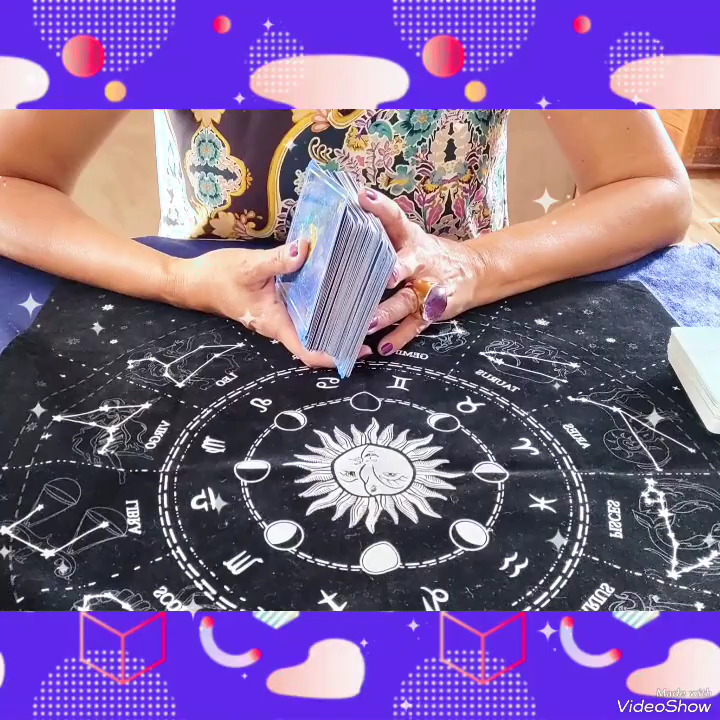 GEMINI
TAURUS
LEO
ARIES
VIRGO
LIBRA
PISCES
Made with
VideoShow